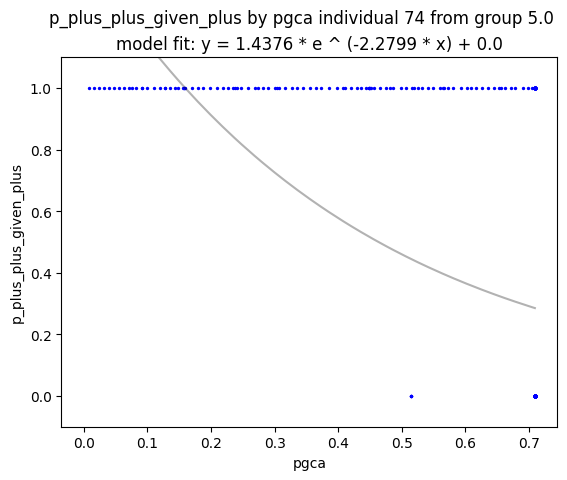 p_plus_plus_given_plus by pgca individual 74 from group 5.0
model fit: y = 1.4376 * e ^ (-2.2799 * x) + 0.0
1.0
0.8
0.6
0.4
0.2
0.0
p_plus_plus_given_plus
0.0 0.1 0.2 0.3 0.4 0.5 0.6 0.7
pgca